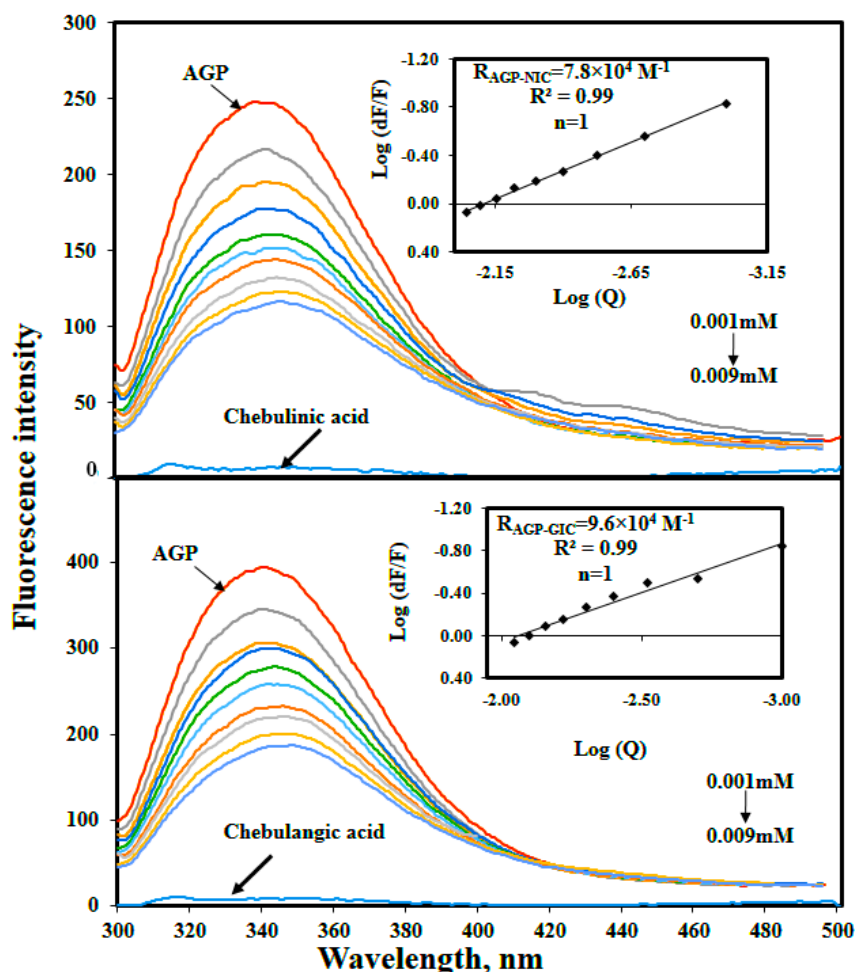 Fluorescence intensity
300
250
200
150
100
50
0
AGP
Chebulinic acid
0.001mM
0.009mM
Log (dF/F)
-1.20
-0.80
-0.40
0.00
0.40
R_AGP-NIC=7.8×10⁴ M⁻¹
R² = 0.99
n=1
-2.15 -2.65 -3.15
Log (Q)
400
300
200
100
0
AGP
Chebulangic acid
0.001mM
0.009mM
Log (dF/F)
-1.20
-0.80
-0.40
0.00
0.40
R_AGP-GIC=9.6×10⁴ M⁻¹
R² = 0.99
n=1
-2.00 -2.50 -3.00
Log (Q)
300 320 340 360 380 400 420 440 460 480 500
Wavelength, nm